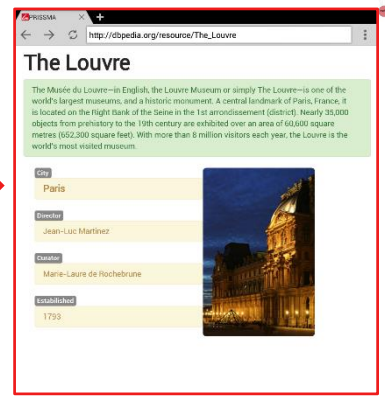 PRISSMA
http://dbpedia.org/resource/The_Louvre
The Louvre
The Musée du Louvre—in English, the Louvre Museum or simply The Louvre—is one of the
world's largest museums, and a historic monument. A central landmark of Paris, France, it
is located on the Right Bank of the Seine in the 1st arrondissement (district). Nearly 35,000
objects from prehistory to the 19th century are exhibited over an area of 60,600 square
metres (652,300 square feet). With more than 8 million visitors each year, the Louvre is the
world's most visited museum.
City
Paris
Director
Jean-Luc Martinez
Curator
Marie-Laure de Rochebrune
Estabilished
1793